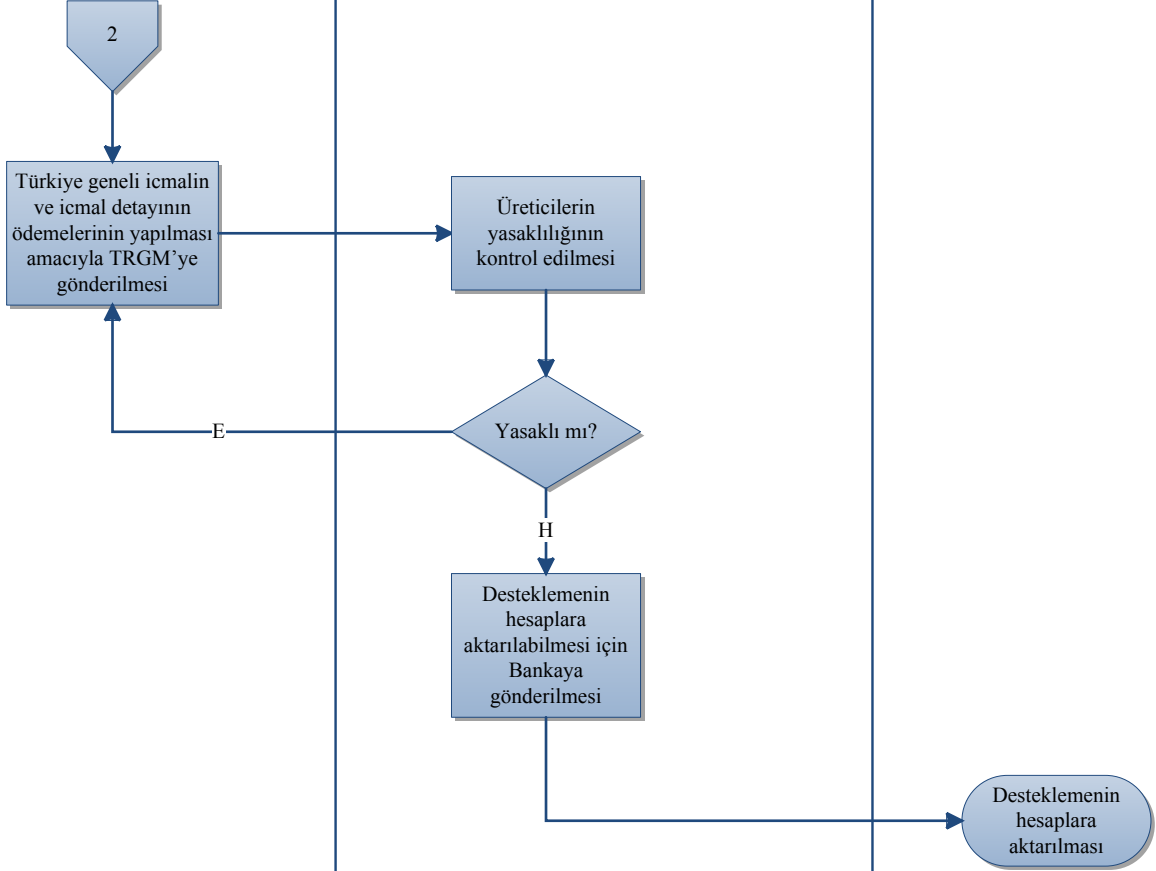 2
Türkiye geneli icmalin
ve icmal detayının
ödemelerinin yapılması
amacıyla TRGM’ye
gönderilmesi
Üreticilerin
yasaklılığının
kontrol edilmesi
Yasaklı mı?
E
H
Desteklemenin
hesaplara
aktarılabilmesi için
Bankaya
gönderilmesi
Desteklemenin
hesaplara
aktarılması